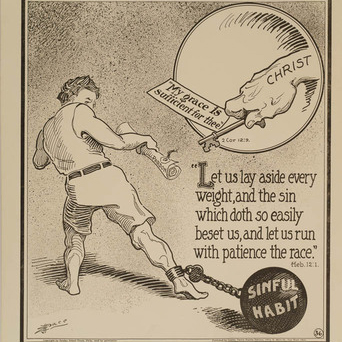 CHRIST
"My grace is
sufficient for thee"
2 Cor 12:9.
"Let us lay aside every
weight, and the sin
which doth so easily
beset us, and let us run
with patience the race."
Heb. 12:1.
SINFUL
HABIT
Pace
36